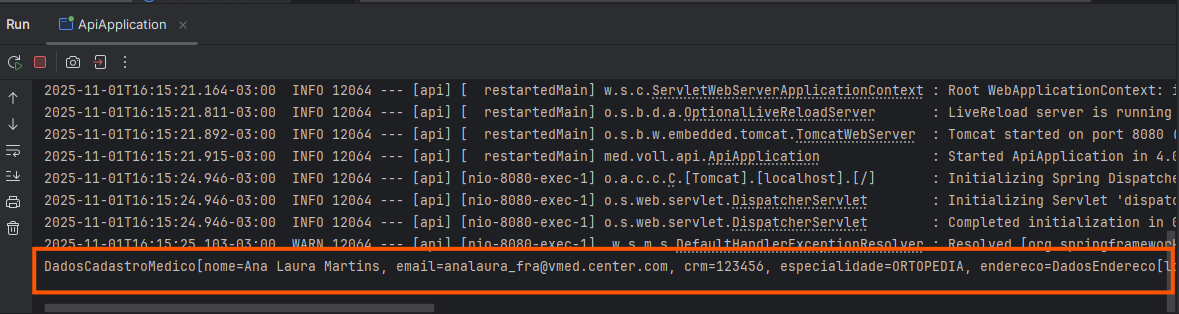 Run ApiApplication ×
2025-11-01T16:15:21.164-03:00 INFO 12064 --- [api] [ restartedMain] w.s.c.ServletWebServerApplicationContext : Root WebApplicationContext: i
2025-11-01T16:15:21.811-03:00 INFO 12064 --- [api] [ restartedMain] o.s.b.d.a.OptionalLiveReloadServer : LiveReload server is running
2025-11-01T16:15:21.892-03:00 INFO 12064 --- [api] [ restartedMain] o.s.b.w.embedded.tomcat.TomcatWebServer : Tomcat started on port 8080 (
2025-11-01T16:15:21.915-03:00 INFO 12064 --- [api] [ restartedMain] med.voll.api.ApiApplication : Started ApiApplication in 4.0
2025-11-01T16:15:24.946-03:00 INFO 12064 --- [api] [nio-8080-exec-1] o.a.c.c.C.[Tomcat].[localhost].[/] : Initializing Spring Dispatche
2025-11-01T16:15:24.946-03:00 INFO 12064 --- [api] [nio-8080-exec-1] o.s.web.servlet.DispatcherServlet : Initializing Servlet 'dispatc
2025-11-01T16:15:24.946-03:00 INFO 12064 --- [api] [nio-8080-exec-1] o.s.web.servlet.DispatcherServlet : Completed initialization in 0
2025-11-01T16:15:25.103-03:00 WARN 12064 --- [api] [nio-8080-exec-1] .w.s.m.s.DefaultHandlerExceptionResolver : Resolved [org.springframework
DadosCadastroMedico[nome=Ana Laura Martins, email=analaura_fra@vmed.center.com, crm=123456, especialidade=ORTOPEDIA, endereco=DadosEndereco[lo